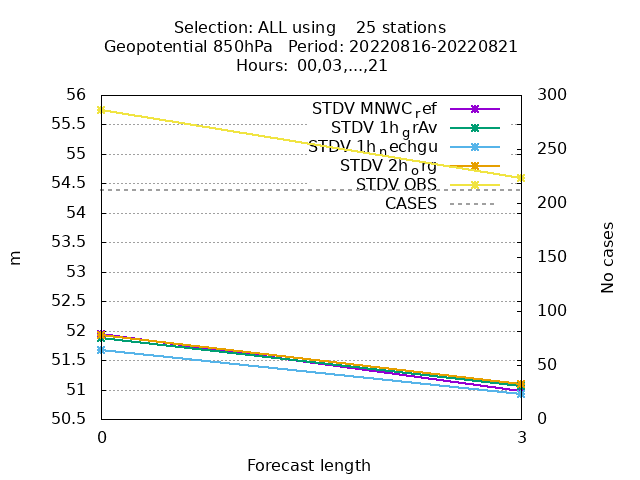 Selection: ALL using    25 stations
Geopotential 850hPa   Period: 20220816-20220821
Hours:  00,03,...,21
56
55.5
55
54.5
54
53.5
53
52.5
52
51.5
51
50.5
m
300
250
200
150
100
50
0
No cases
STDV MNWC_ref
STDV 1h_grAv
STDV 1h_nechgu
STDV 2h_org
STDV OBS
CASES
0
3
Forecast length